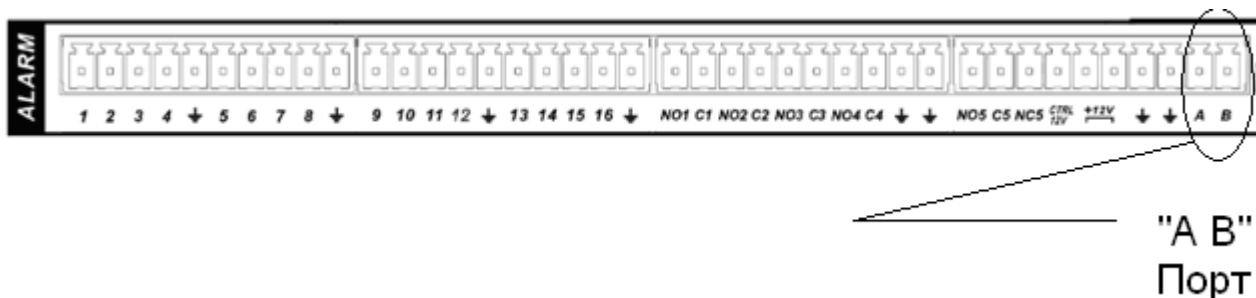 ALARM
1 2 3 4 ⏚ 5 6 7 8 ⏚ 9 10 11 12 ⏚ 13 14 15 16 ⏚ NO1 C1 NO2 C2 NO3 C3 NO4 C4 ⏚ ⏚ NO5 C5 NC5 CTRL 12V +12V ⏚ ⏚ A B
"A B"
Порт